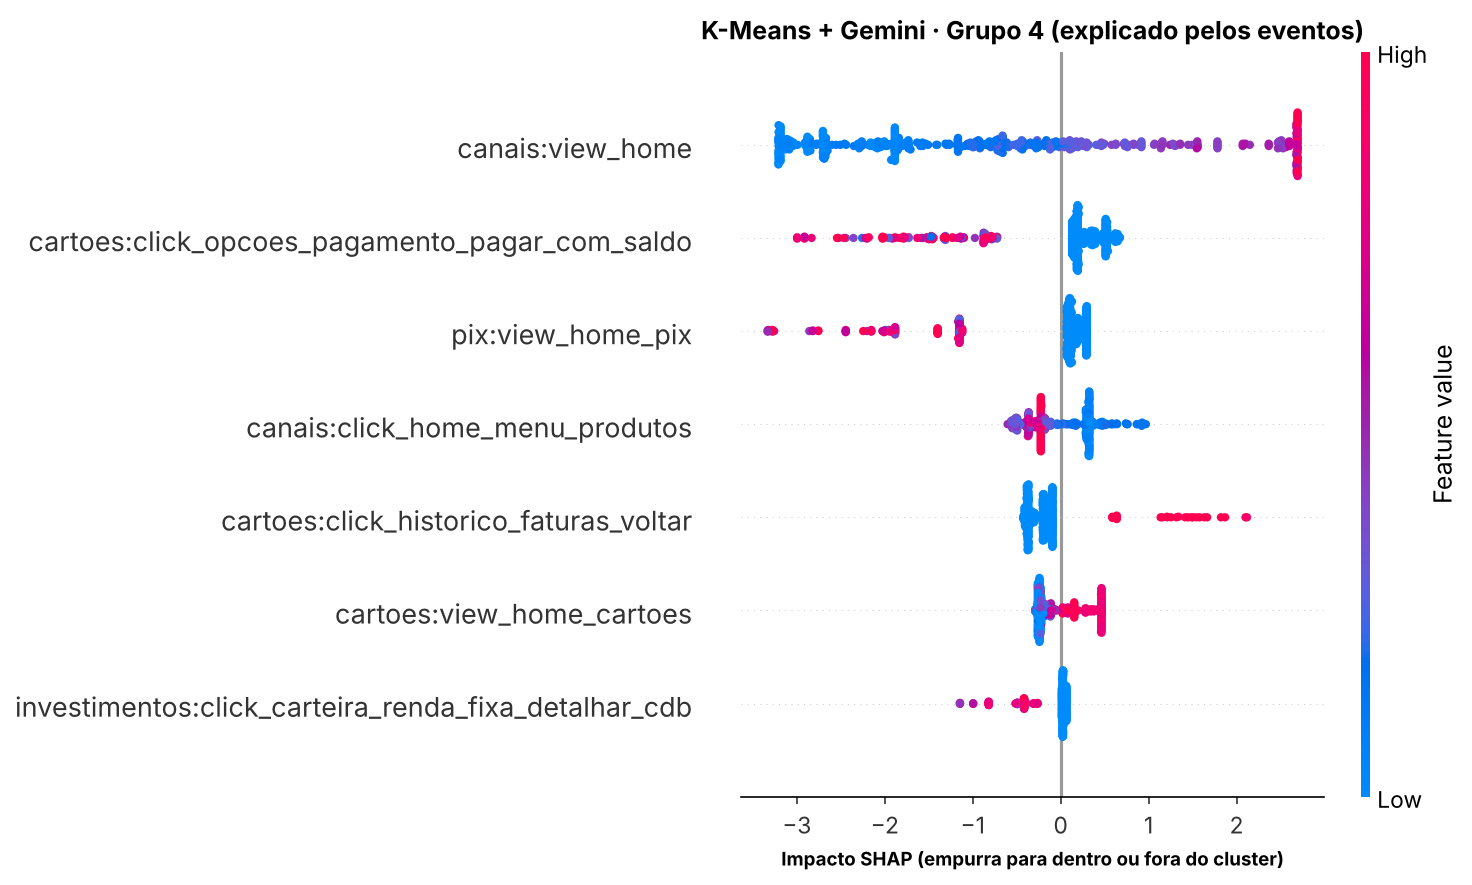 K-Means + Gemini · Grupo 4 (explicado pelos eventos)
High
canais:view_home
cartoes:click_opcoes_pagamento_pagar_com_saldo
pix:view_home_pix
canais:click_home_menu_produtos
cartoes:click_historico_faturas_voltar
cartoes:view_home_cartoes
investimentos:click_carteira_renda_fixa_detalhar_cdb
Feature value
Low
−3 −2 −1 0 1 2
Impacto SHAP (empurra para dentro ou fora do cluster)